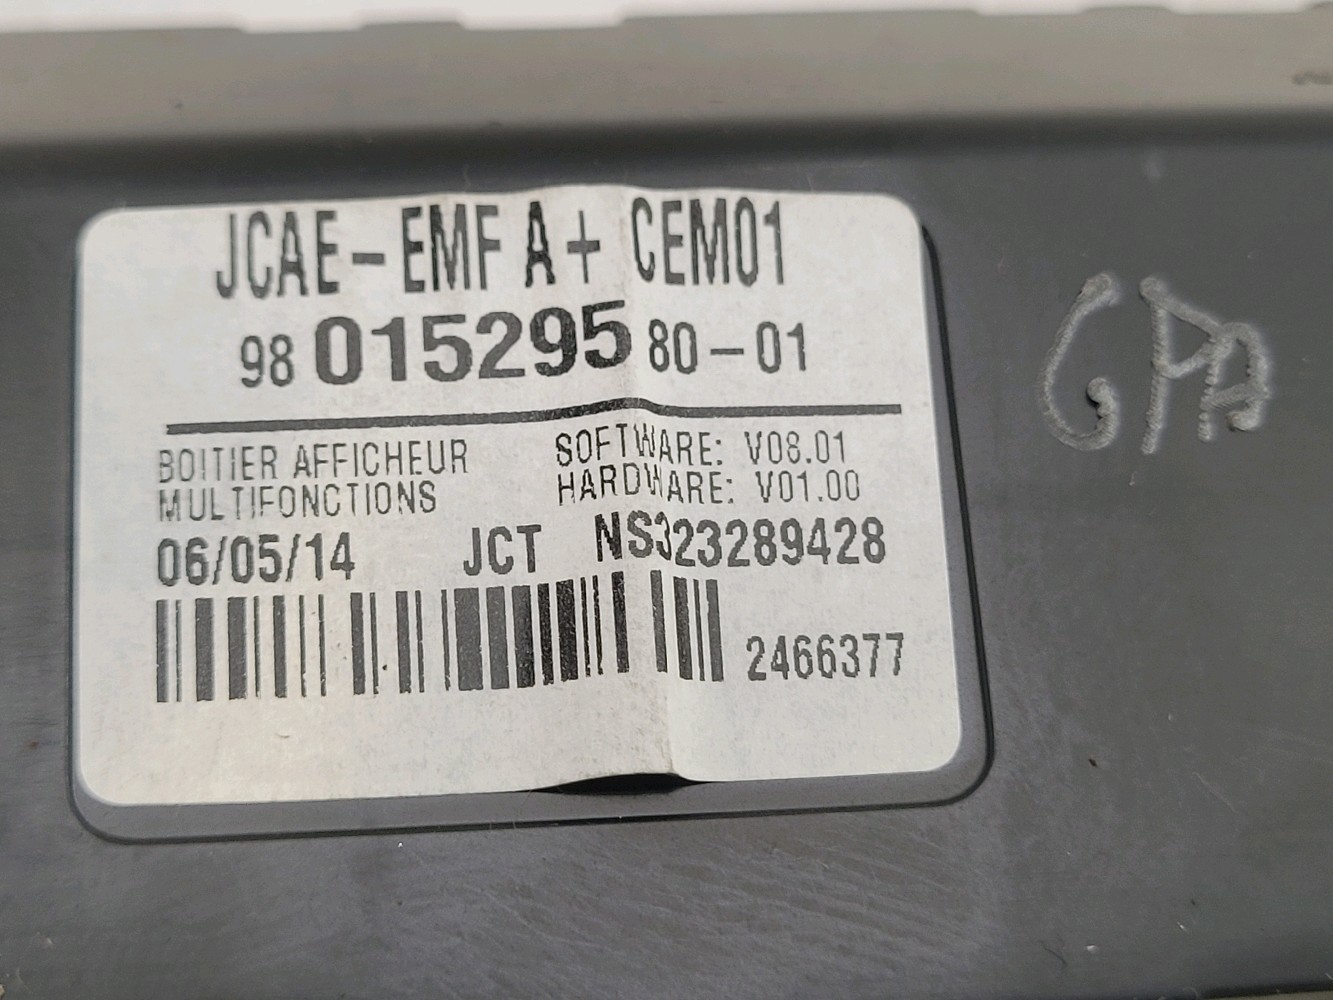 JCAE-EMF A+ CEM01
98 015295 80-01
BOITIER AFFICHEUR
MULTIFONCTIONS
SOFTWARE: V08.01
HARDWARE: V01.00
06/05/14 JCT NS323289428
2466377
GPA